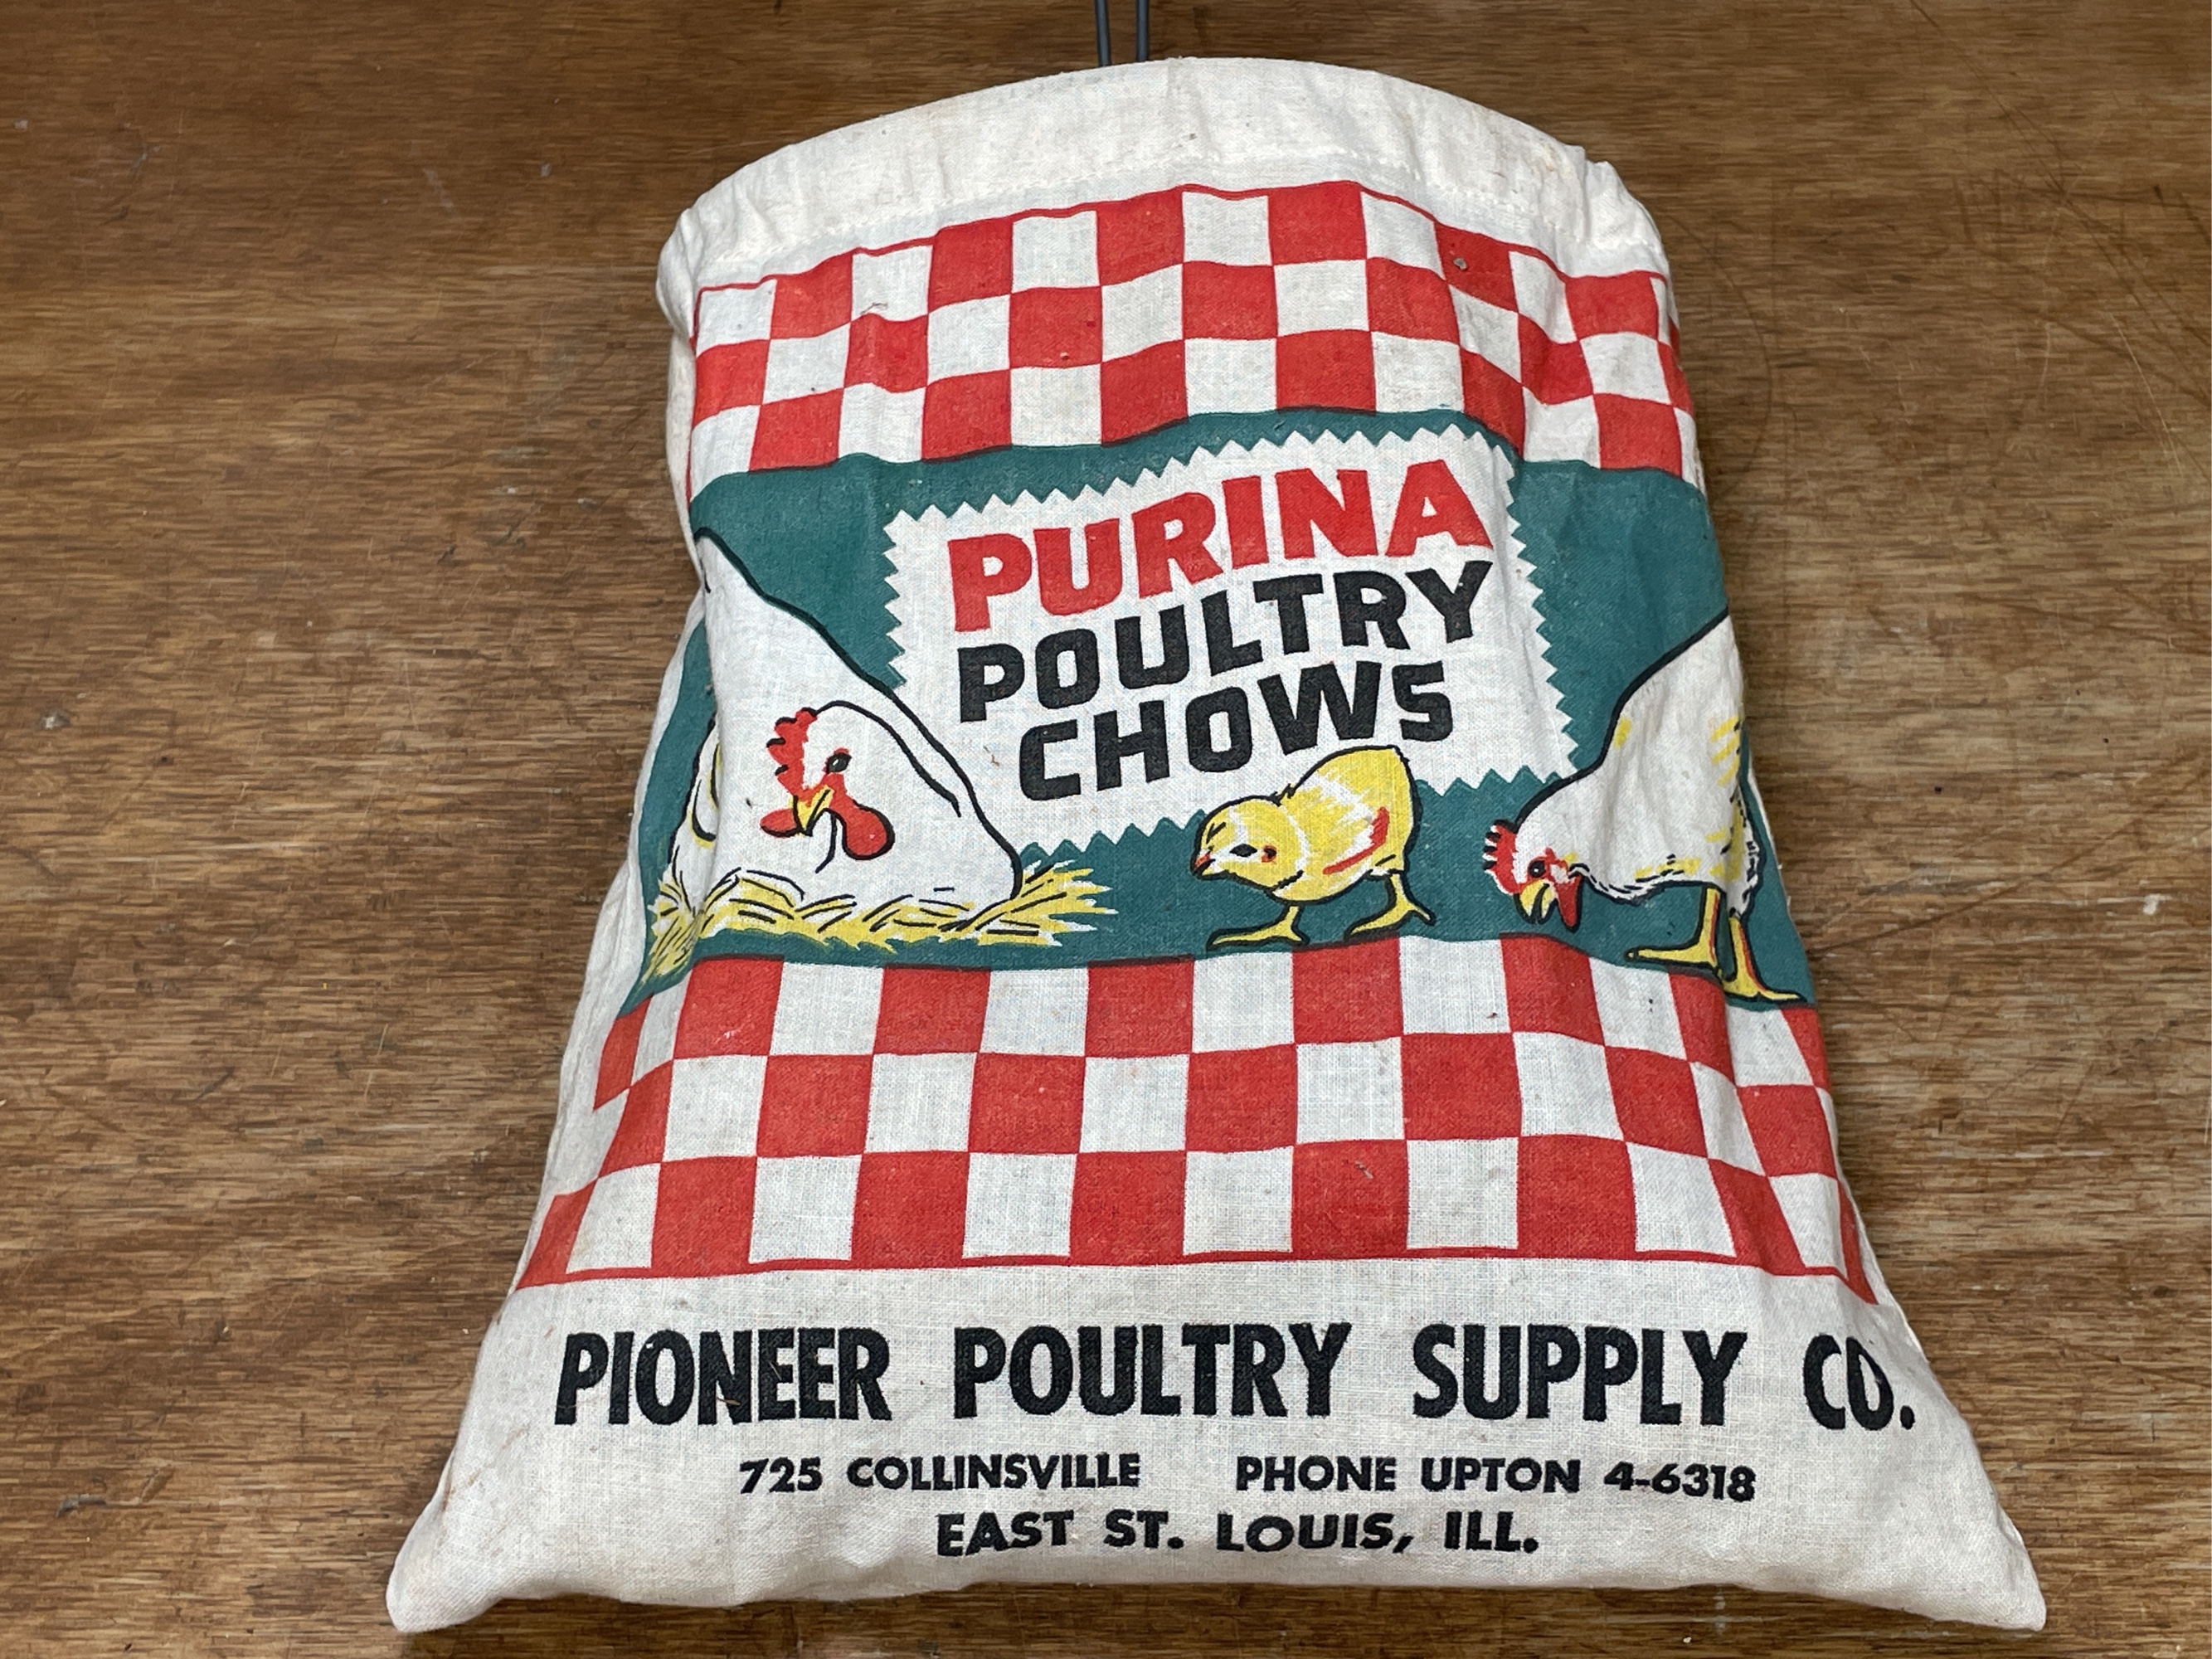 PURINA
POULTRY
CHOWS
PIONEER POULTRY SUPPLY CO.
725 COLLINSVILLE PHONE UPTON 4-6318
EAST ST. LOUIS, ILL.